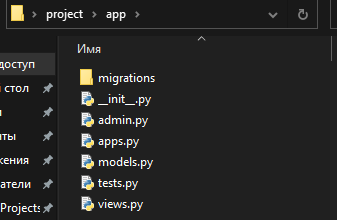 project
app
Имя
доступ
стол
Projects
migrations
__init__.py
admin.py
apps.py
models.py
tests.py
views.py